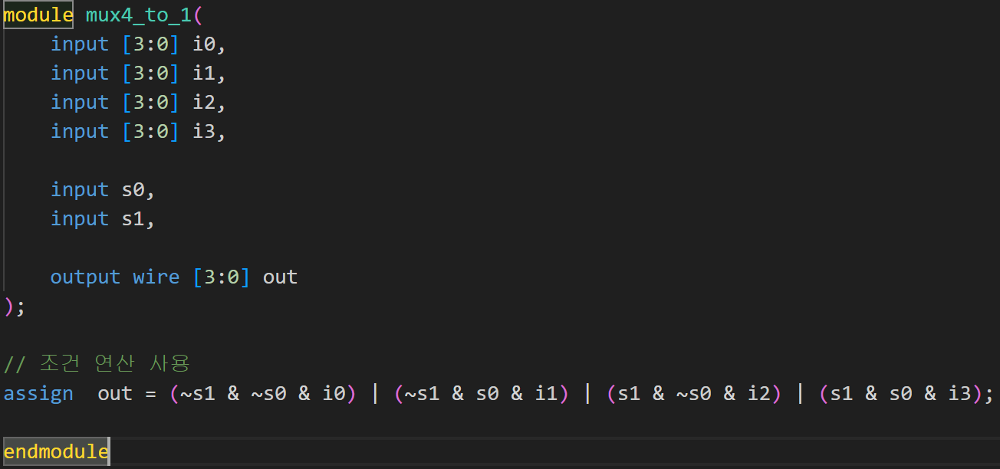 module mux4_to_1(
    input [3:0] i0,
    input [3:0] i1,
    input [3:0] i2,
    input [3:0] i3,
    input s0,
    input s1,
    output wire [3:0] out
);
// 조건 연산 사용
assign  out = (~s1 & ~s0 & i0) | (~s1 & s0 & i1) | (s1 & ~s0 & i2) | (s1 & s0 & i3);
endmodule